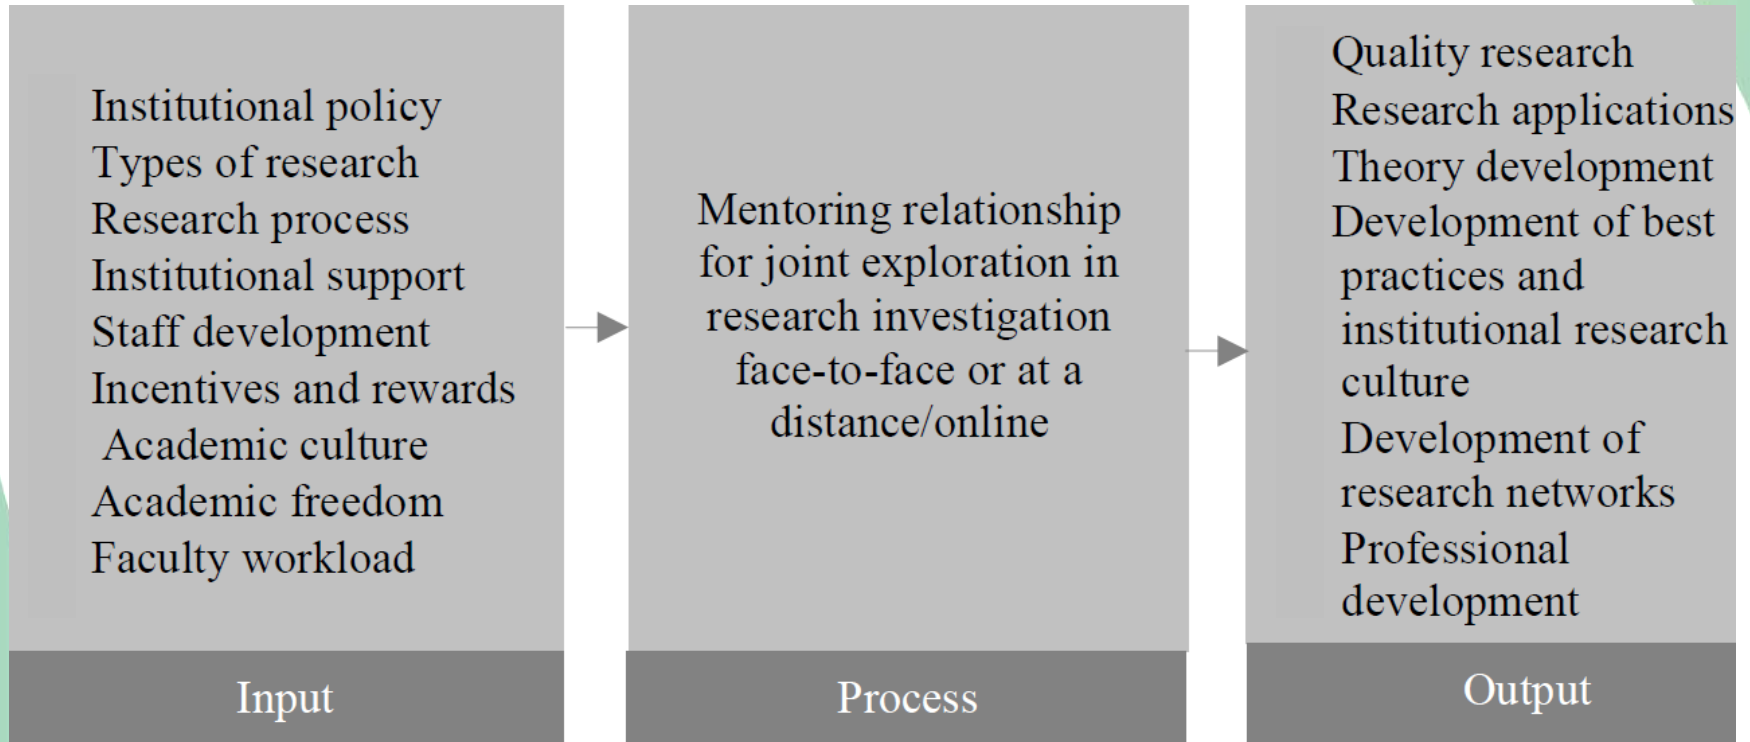 Institutional policy
Types of research
Research process
Institutional support
Staff development
Incentives and rewards
Academic culture
Academic freedom
Faculty workload
Input
Mentoring relationship
for joint exploration in
research investigation
face-to-face or at a
distance/online
Process
Quality research
Research applications
Theory development
Development of best
practices and
institutional research
culture
Development of
research networks
Professional
development
Output